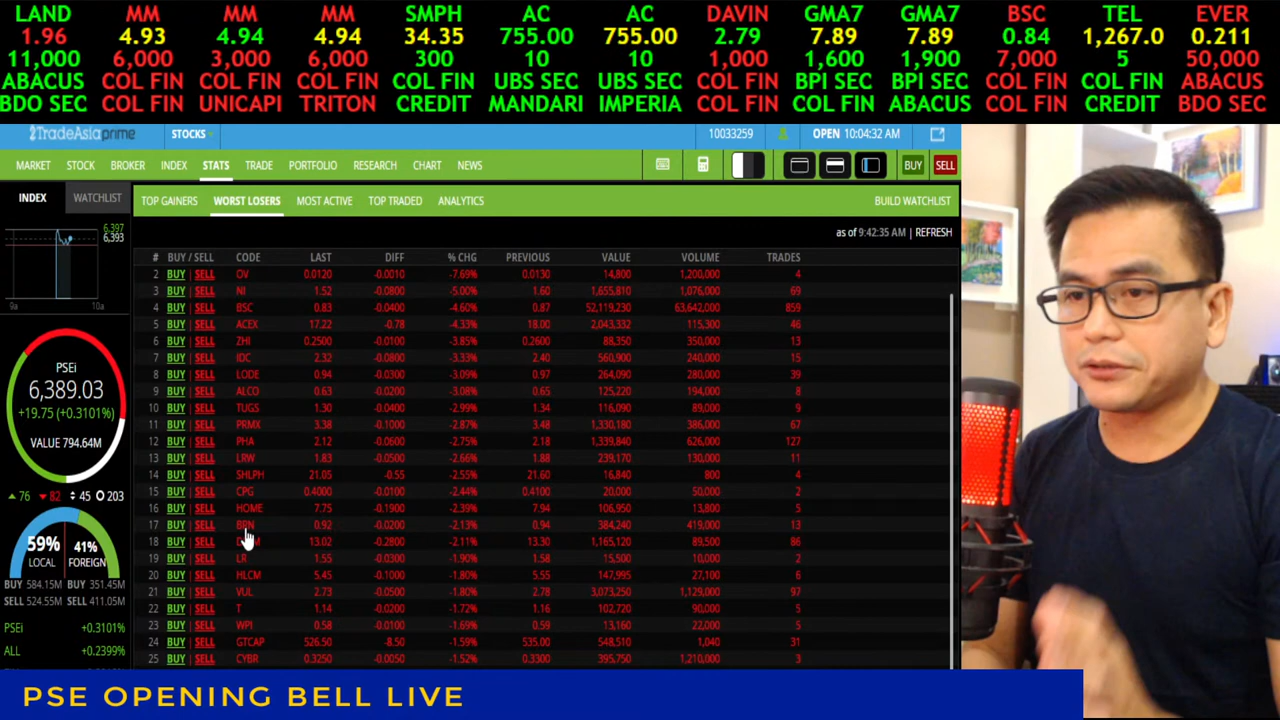 LAND MM MM MM SMPH AC AC DAVIN GMA7 GMA7 BSC TEL EVER
1.96 4.93 4.94 4.94 34.35 755.00 755.00 2.79 7.89 7.89 0.84 1,267.0 0.211
11,000 6,000 3,000 6,000 300 10 10 1,000 1,600 1,900 7,000 5 50,000
ABACUS COL FIN COL FIN COL FIN COL FIN UBS SEC UBS SEC COL FIN BPI SEC BPI SEC COL FIN COL FIN ABACUS
BDO SEC COL FIN UNICAPI TRITON CREDIT MANDARI IMPERIA COL FIN COL FIN ABACUS COL FIN CREDIT BDO SEC
2TradeAsiaprime STOCKS 10033259 OPEN 10:04:32 AM
MARKET STOCK BROKER INDEX STATS TRADE PORTFOLIO RESEARCH CHART NEWS BUY SELL
INDEX WATCHLIST
TOP GAINERS WORST LOSERS MOST ACTIVE TOP TRADED ANALYTICS BUILD WATCHLIST
as of 9:42:35 AM | REFRESH
6,397
6,393
9a 10a
PSEi
6,389.03
+19.75 (+0.3101%)
VALUE 794.64M
76 82 45 203
59% LOCAL 41% FOREIGN
BUY 584.15M BUY 351.45M
SELL 524.55M SELL 411.05M
PSEi +0.3101%
ALL +0.2399%
# BUY / SELL CODE LAST DIFF % CHG PREVIOUS VALUE VOLUME TRADES
2 BUY | SELL OV 0.0120 -0.0010 -7.69% 0.0130 14,800 1,200,000 4
3 BUY | SELL NI 1.52 -0.0800 -5.00% 1.60 1,655,810 1,076,000 69
4 BUY | SELL BSC 0.83 -0.0400 -4.60% 0.87 52,119,230 63,642,000 859
5 BUY | SELL ACEX 17.22 -0.78 -4.33% 18.00 2,043,332 115,300 46
6 BUY | SELL ZHI 0.2500 -0.0100 -3.85% 0.2600 88,350 350,000 13
7 BUY | SELL IDC 2.32 -0.0800 -3.33% 2.40 560,900 240,000 15
8 BUY | SELL LODE 0.94 -0.0300 -3.09% 0.97 264,090 280,000 39
9 BUY | SELL ALCO 0.63 -0.0200 -3.08% 0.65 125,220 194,000 8
10 BUY | SELL TUGS 1.30 -0.0400 -2.99% 1.34 116,090 89,000 9
11 BUY | SELL PRMX 3.38 -0.1000 -2.87% 3.48 1,330,180 386,000 67
12 BUY | SELL PHA 2.12 -0.0600 -2.75% 2.18 1,339,840 626,000 127
13 BUY | SELL LRW 1.83 -0.0500 -2.66% 1.88 239,170 130,000 11
14 BUY | SELL SHLPH 21.05 -0.55 -2.55% 21.60 16,840 800 4
15 BUY | SELL CPG 0.4000 -0.0100 -2.44% 0.4100 20,000 50,000 2
16 BUY | SELL HOME 7.75 -0.1900 -2.39% 7.94 106,950 13,800 5
17 BUY | SELL BRN 0.92 -0.0200 -2.13% 0.94 384,240 419,000 13
18 BUY | SELL 13.02 -0.2800 -2.11% 13.30 1,165,120 89,500 86
19 BUY | SELL LR 1.55 -0.0300 -1.90% 1.58 15,500 10,000 2
20 BUY | SELL HLCM 5.45 -0.1000 -1.80% 5.55 147,995 27,100 6
21 BUY | SELL VUL 2.73 -0.0500 -1.80% 2.78 3,073,250 1,129,000 97
22 BUY | SELL T 1.14 -0.0200 -1.72% 1.16 102,720 90,000 5
23 BUY | SELL WPI 0.58 -0.0100 -1.69% 0.59 13,160 22,000 5
24 BUY | SELL GTCAP 526.50 -8.50 -1.59% 535.00 548,510 1,040 31
25 BUY | SELL CYBR 0.3250 -0.0050 -1.52% 0.3300 395,750 1,210,000 3
PSE OPENING BELL LIVE